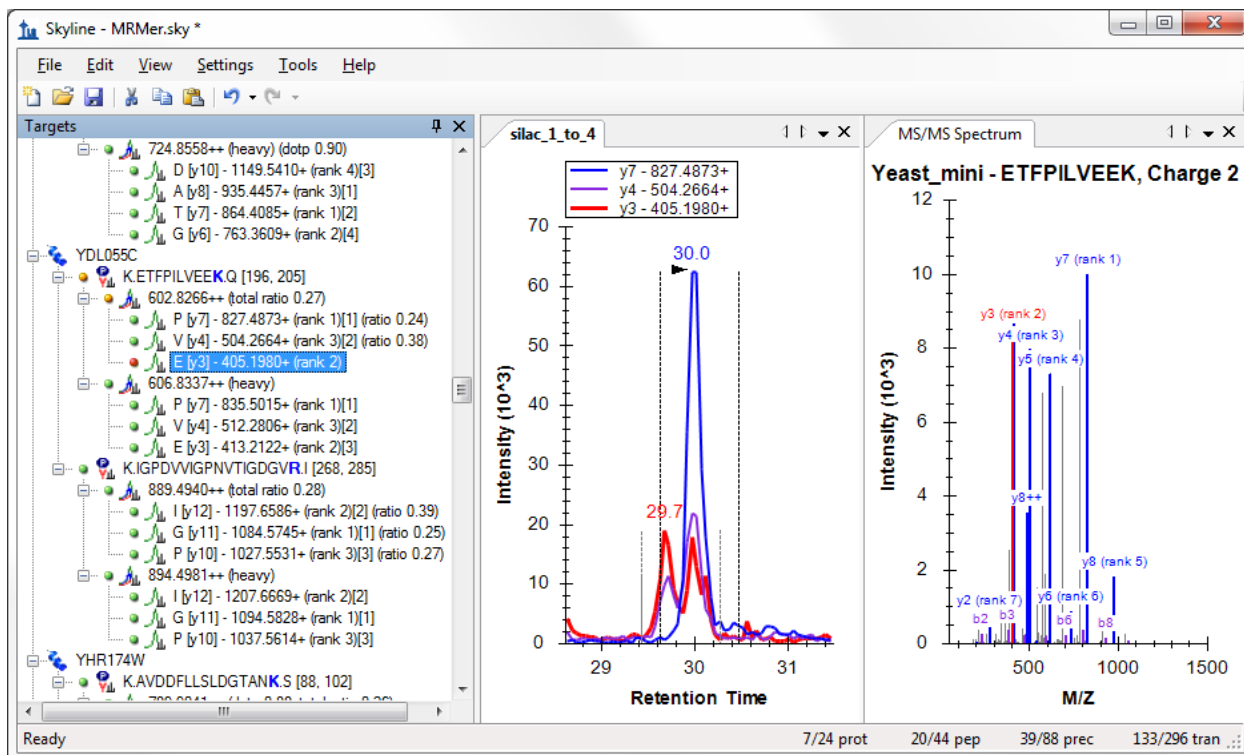 Skyline - MRMer.sky *
File Edit View Settings Tools Help
Targets
724.8558++ (heavy) (dotp 0.90)
D [y10] - 1149.5410+ (rank 4)[3]
A [y8] - 935.4457+ (rank 3)[1]
T [y7] - 864.4085+ (rank 1)[2]
G [y6] - 763.3609+ (rank 2)[4]
YDL055C
K.ETFPILVEEK.Q [196, 205]
602.8266++ (total ratio 0.27)
P [y7] - 827.4873+ (rank 1)[1] (ratio 0.24)
V [y4] - 504.2664+ (rank 3)[2] (ratio 0.38)
E [y3] - 405.1980+ (rank 2)
606.8337++ (heavy)
P [y7] - 835.5015+ (rank 1)[1]
V [y4] - 512.2806+ (rank 3)[2]
E [y3] - 413.2122+ (rank 2)[3]
K.IGPDVVIGPNVTIGDGVR.I [268, 285]
889.4940++ (total ratio 0.28)
I [y12] - 1197.6586+ (rank 2)[2] (ratio 0.39)
G [y11] - 1084.5745+ (rank 1)[1] (ratio 0.25)
P [y10] - 1027.5531+ (rank 3)[3] (ratio 0.27)
894.4981++ (heavy)
I [y12] - 1207.6669+ (rank 2)[2]
G [y11] - 1094.5828+ (rank 1)[1]
P [y10] - 1037.5614+ (rank 3)[3]
YHR174W
K.AVDDFLLSLDGTANK.S [88, 102]
silac_1_to_4
y7 - 827.4873+
y4 - 504.2664+
y3 - 405.1980+
70
60
50
40
30
20
10
0
Intensity (10^3)
30.0
29.7
29 30 31
Retention Time
MS/MS Spectrum
Yeast_mini - ETFPILVEEK, Charge 2
12
10
8
6
4
2
0
Intensity (10^3)
y7 (rank 1)
y3 (rank 2)
y4 (rank 3)
y5 (rank 4)
y8++
y8 (rank 5)
y2 (rank 7)
y6 (rank 6)
b2
b3
b6
b8
500 1000 1500
M/Z
Ready 7/24 prot 20/44 pep 39/88 prec 133/296 tran